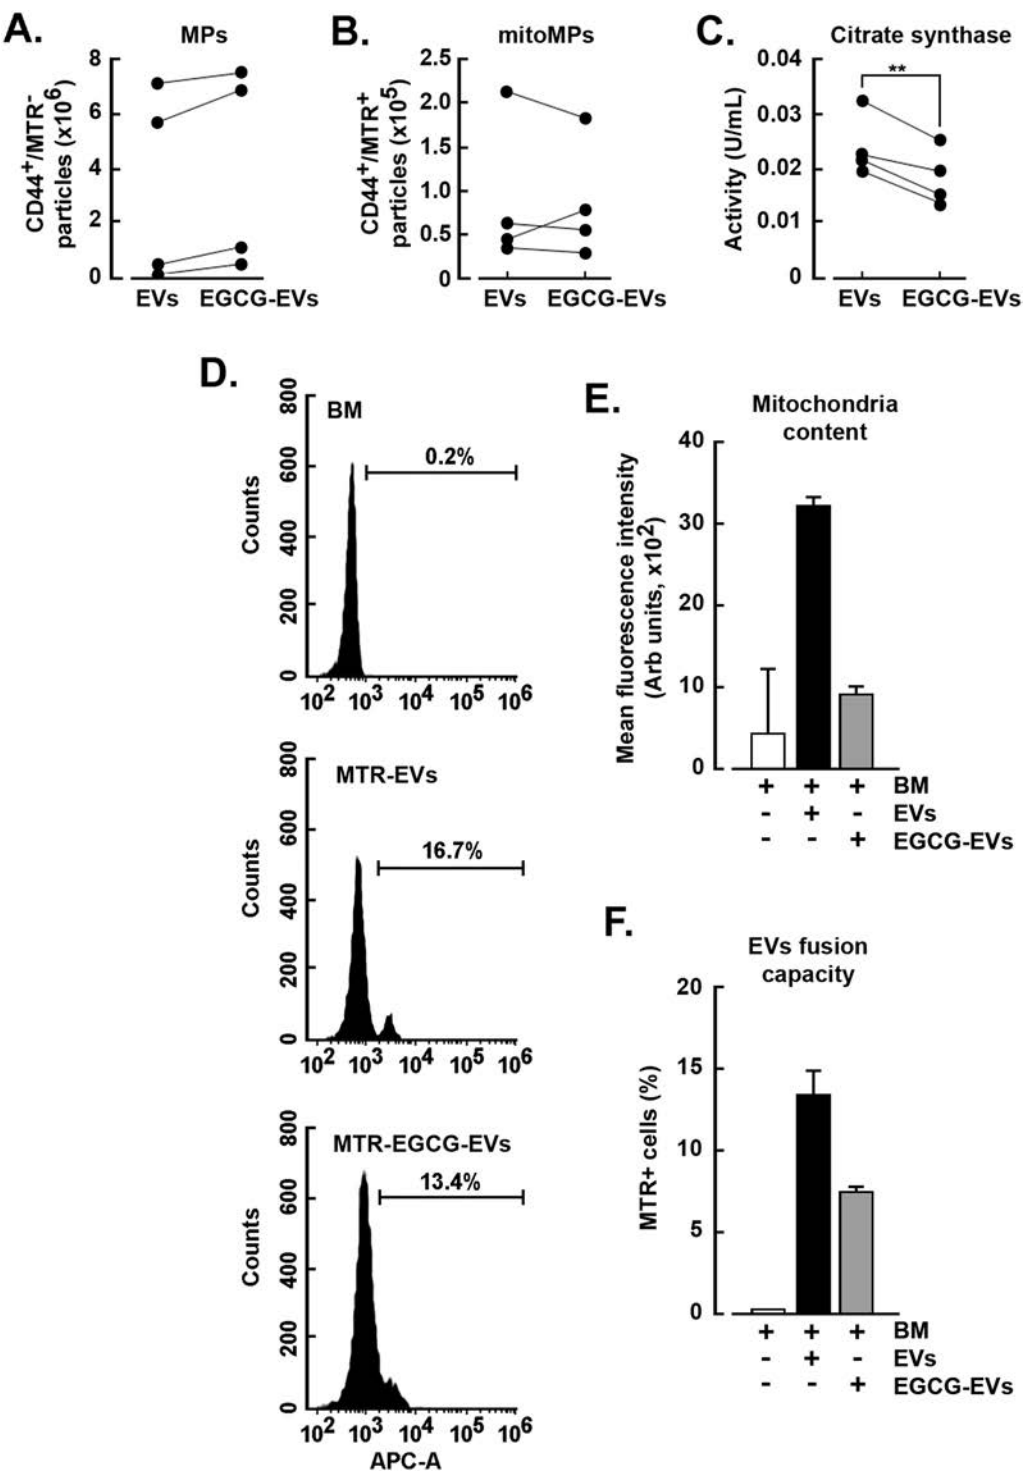 A.
MPs
CD44+/MTR-
particles (x10^6)
8
6
4
2
0
EVs EGCG-EVs
B.
mitoMPs
CD44+/MTR+
particles (x10^5)
2.5
2.0
1.5
1.0
0.5
0
EVs EGCG-EVs
C.
Citrate synthase
Activity (U/mL)
0.04
0.03
0.02
0.01
0
**
EVs EGCG-EVs
D.
BM
0.2%
Counts
800
600
400
200
0
10^2 10^3 10^4 10^5 10^6
MTR-EVs
16.7%
Counts
800
600
400
200
0
10^2 10^3 10^4 10^5 10^6
MTR-EGCG-EVs
13.4%
Counts
800
600
400
200
0
10^2 10^3 10^4 10^5 10^6
APC-A
E.
Mitochondria
content
Mean fluorescence intensity
(Arb units, x10^2)
40
30
20
10
0
+ + + BM
- + - EVs
- - + EGCG-EVs
F.
EVs fusion
capacity
MTR+ cells (%)
20
15
10
5
0
+ + + BM
- + - EVs
- - + EGCG-EVs